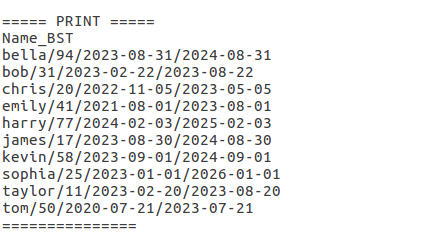 ===== PRINT =====
Name_BST
bella/94/2023-08-31/2024-08-31
bob/31/2023-02-22/2023-08-22
chris/20/2022-11-05/2023-05-05
emily/41/2021-08-01/2023-08-01
harry/77/2024-02-03/2025-02-03
james/17/2023-08-30/2024-08-30
kevin/58/2023-09-01/2024-09-01
sophia/25/2023-01-01/2026-01-01
taylor/11/2023-02-20/2023-08-20
tom/50/2020-07-21/2023-07-21
===============